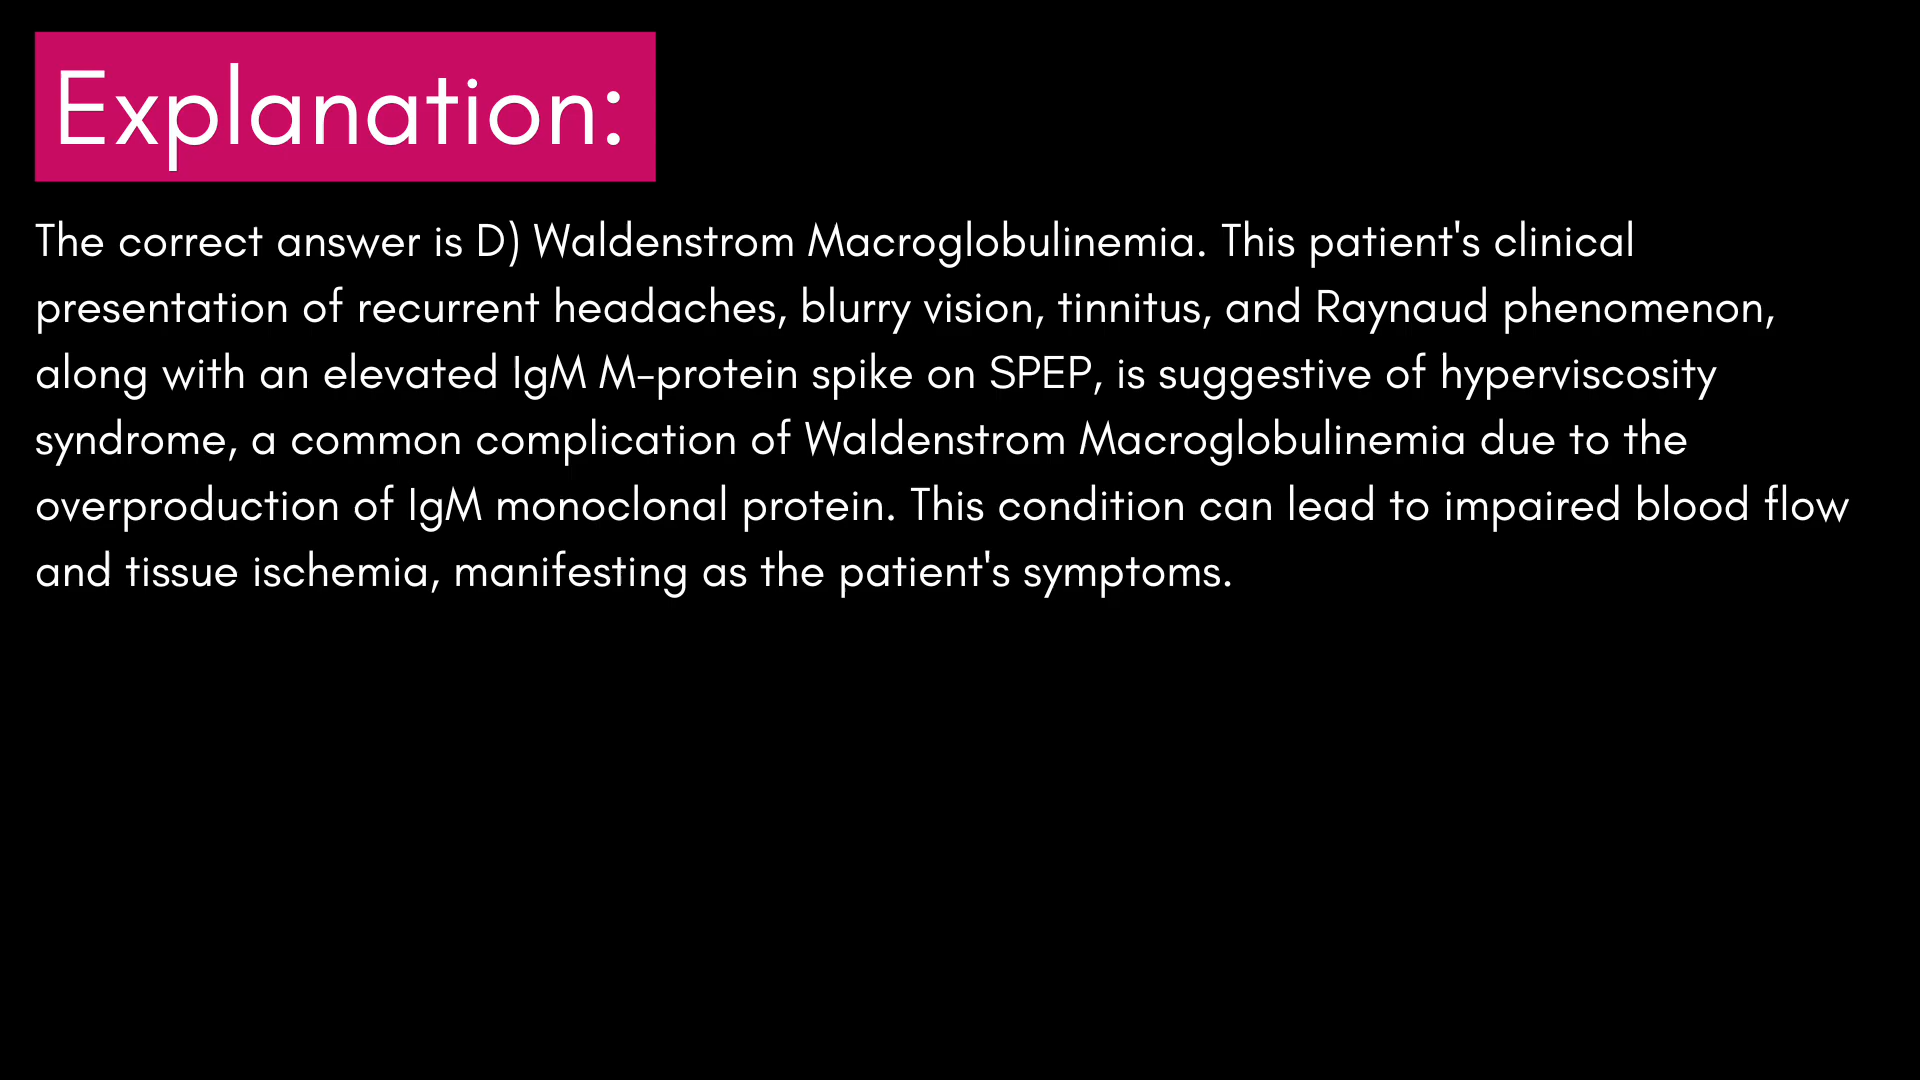 Explanation:
The correct answer is D) Waldenstrom Macroglobulinemia. This patient's clinical
presentation of recurrent headaches, blurry vision, tinnitus, and Raynaud phenomenon,
along with an elevated IgM M-protein spike on SPEP, is suggestive of hyperviscosity
syndrome, a common complication of Waldenstrom Macroglobulinemia due to the
overproduction of IgM monoclonal protein. This condition can lead to impaired blood flow
and tissue ischemia, manifesting as the patient's symptoms.